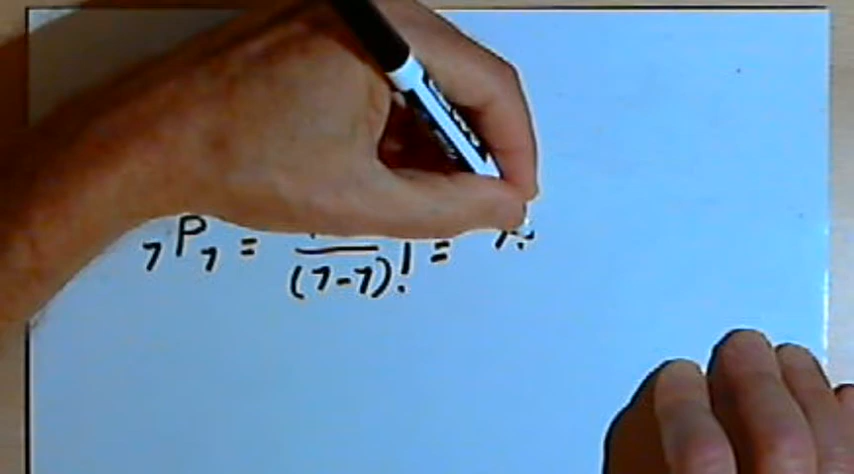 ₇P₇ = /(7-7)! =